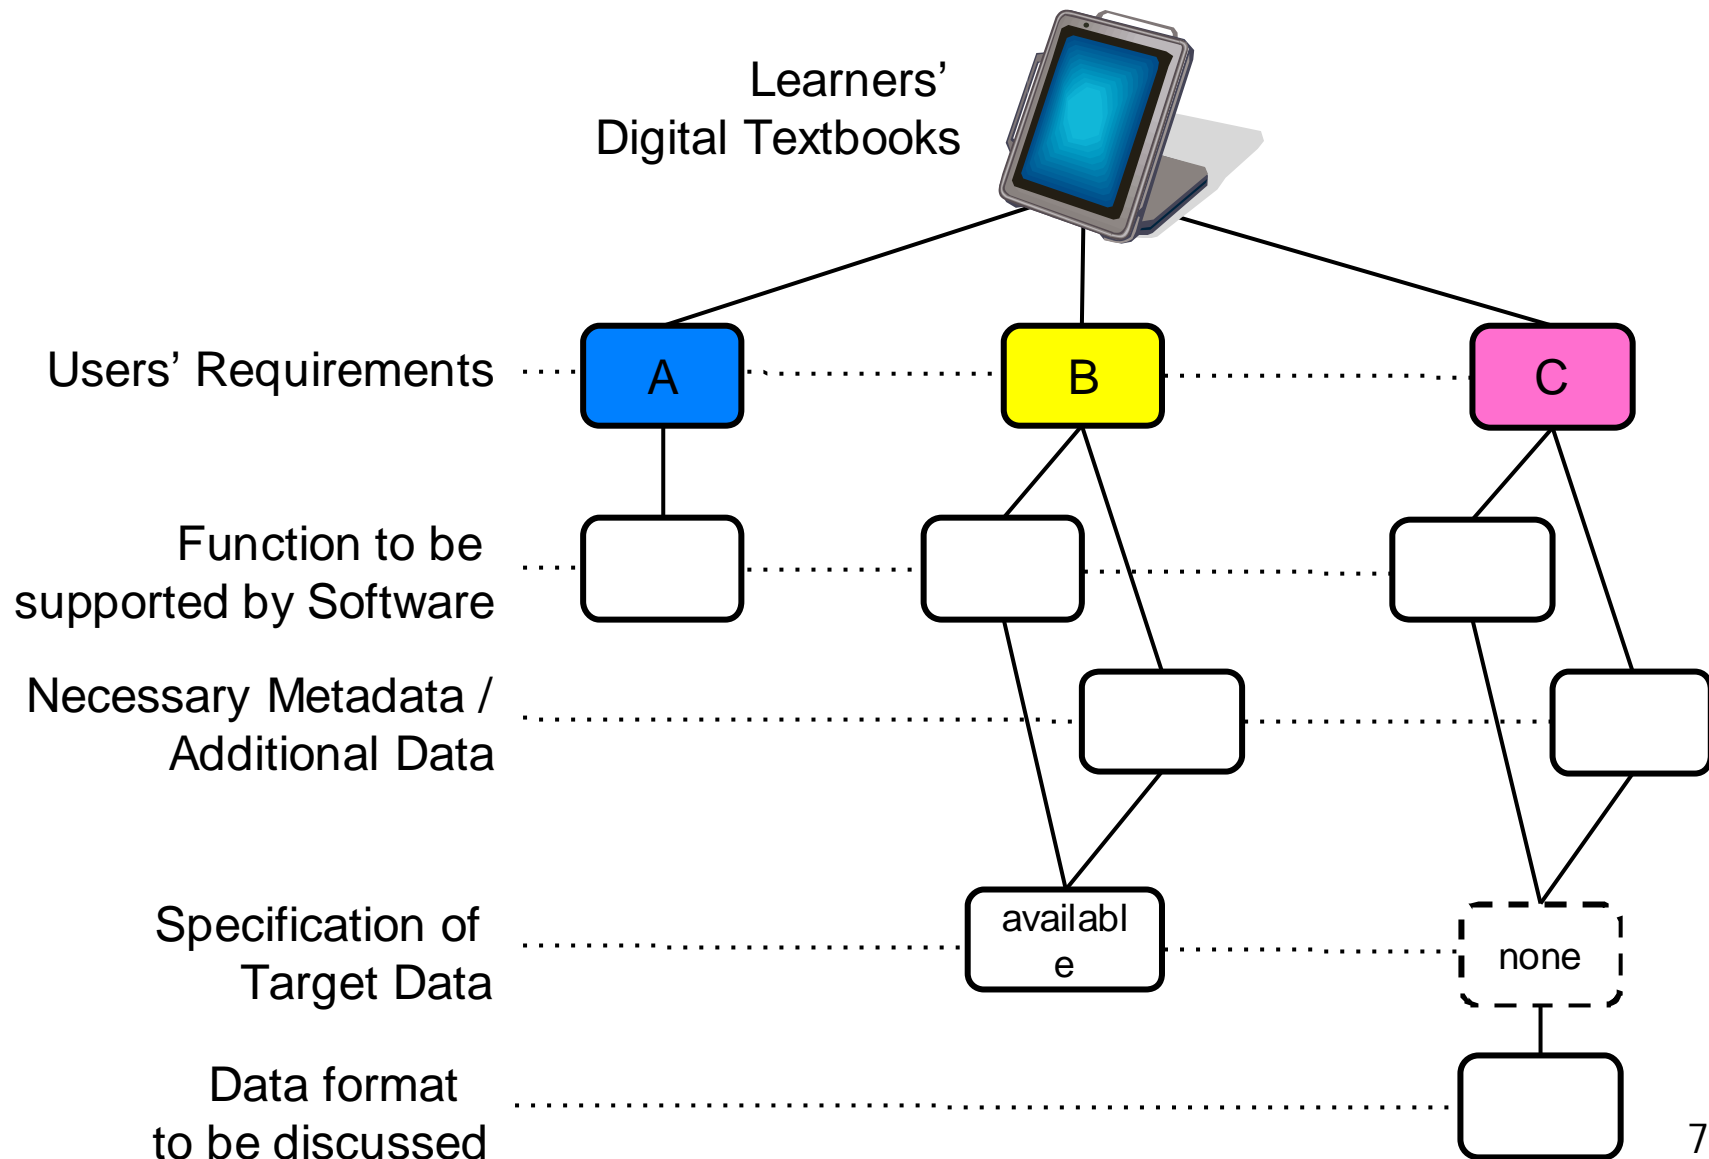 Learners’
Digital Textbooks
Users’ Requirements
A
B
C
Function to be
supported by Software
Necessary Metadata /
Additional Data
Specification of
Target Data
availabl
e
none
Data format
to be discussed
7